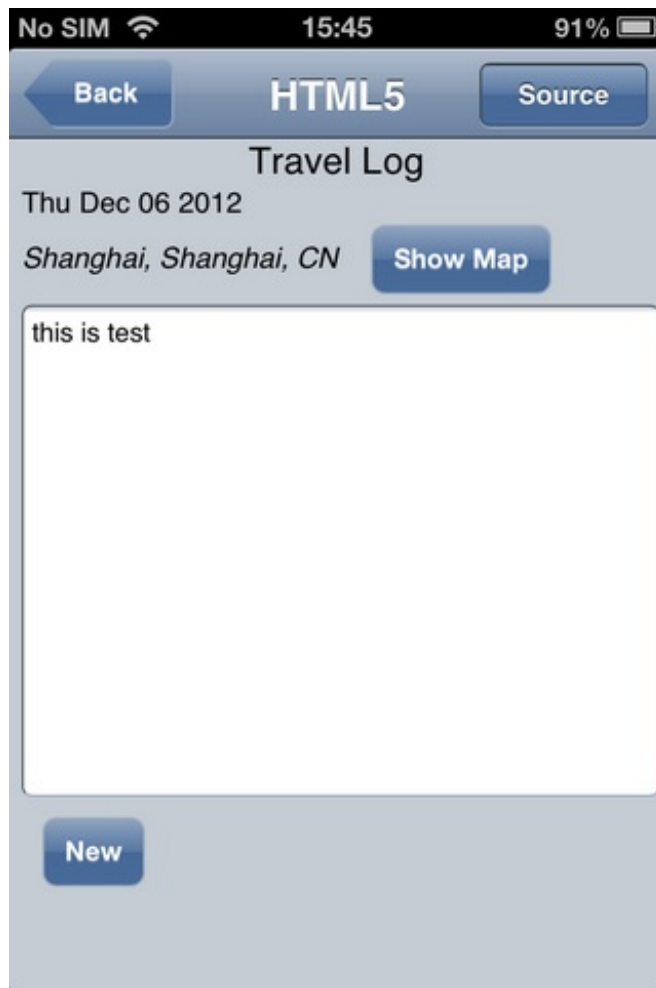 No SIM 15:45 91%
Back HTML5 Source
Travel Log
Thu Dec 06 2012
Shanghai, Shanghai, CN Show Map
this is test
New